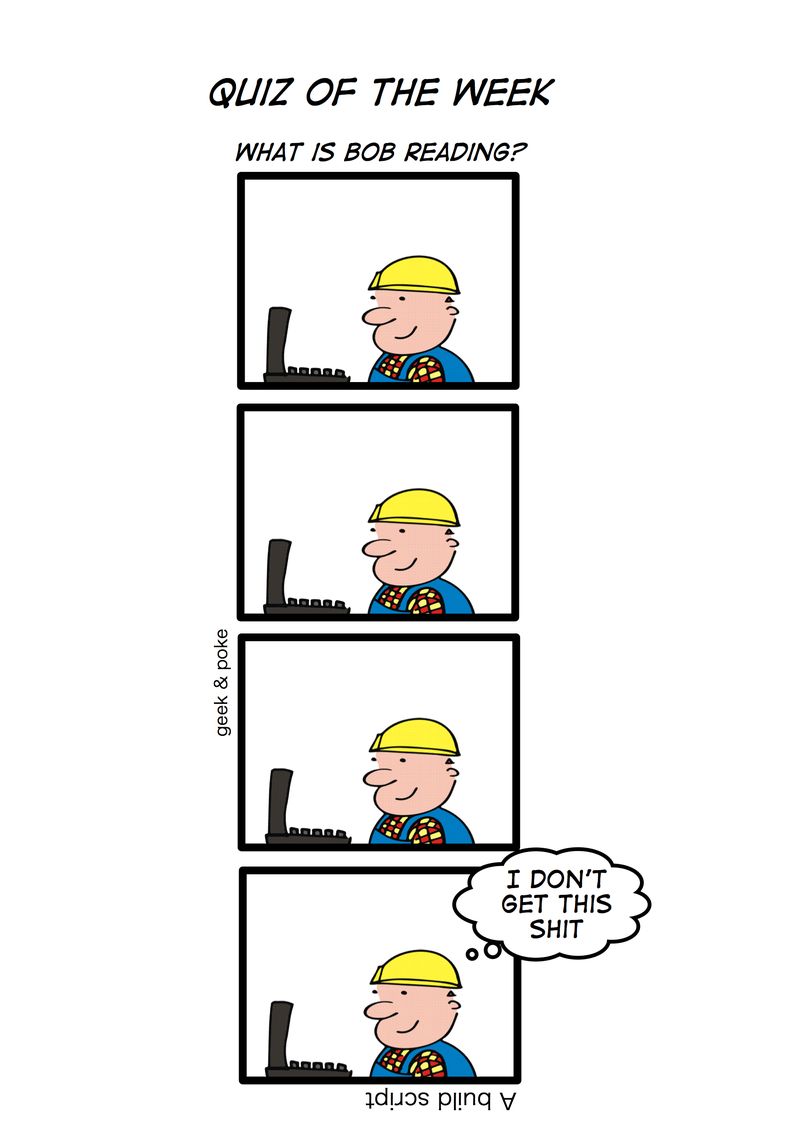 QUIZ OF THE WEEK
WHAT IS BOB READING?
geek & poke
I DON'T
GET THIS
SHIT
A build script